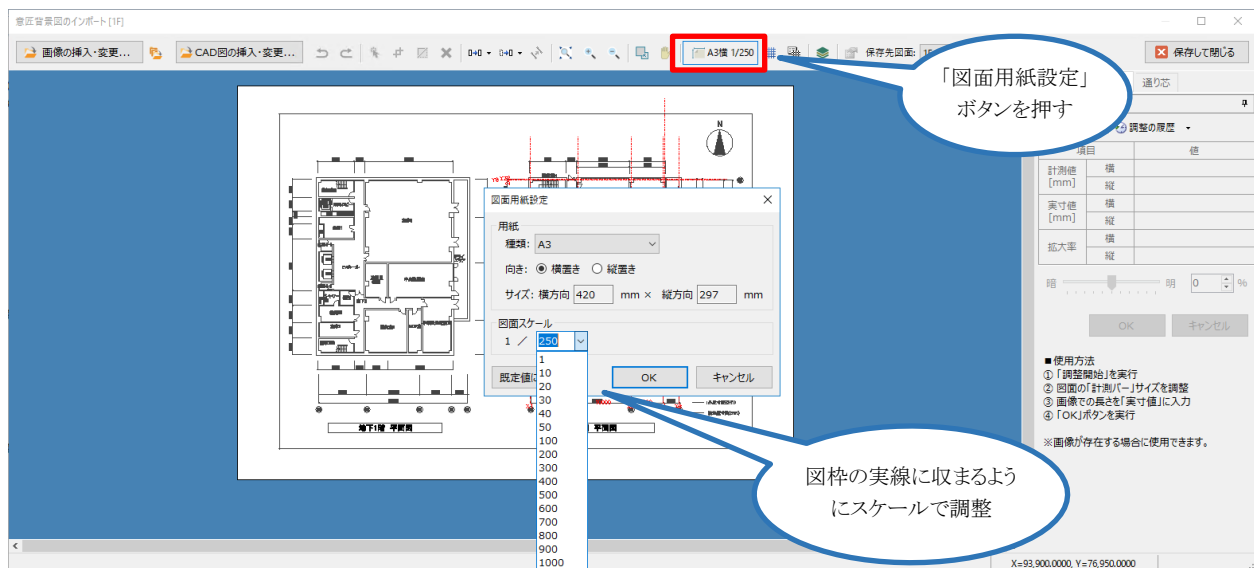 意匠背景図のインポート [1F]
画像の挿入・変更...
CAD図の挿入・変更...
A3横 1/250
保存先図面:
保存して閉じる
「図面用紙設定」
ボタンを押す
通り芯
調整の履歴
項目 値
計測値 [mm] 横
縦
実寸値 [mm] 横
縦
拡大率 横
縦
暗 明 0 %
OK キャンセル
■使用方法
① 「調整開始」を実行
② 図面の「計測バー」サイズを調整
③ 画像での長さを「実寸値」に入力
④ 「OK」ボタンを実行
※画像が存在する場合に使用できます。
N
図面用紙設定
用紙
種類: A3
向き: 横置き 縦置き
サイズ: 横方向 420 mm × 縦方向 297 mm
図面スケール
1 / 250
1
10
20
30
40
50
100
200
300
400
500
600
700
800
900
1000
既定値に
OK
キャンセル
地下1階 平面図
平面図
図枠の実線に収まるよう
にスケールで調整
X=93,900.0000, Y=76,950.0000